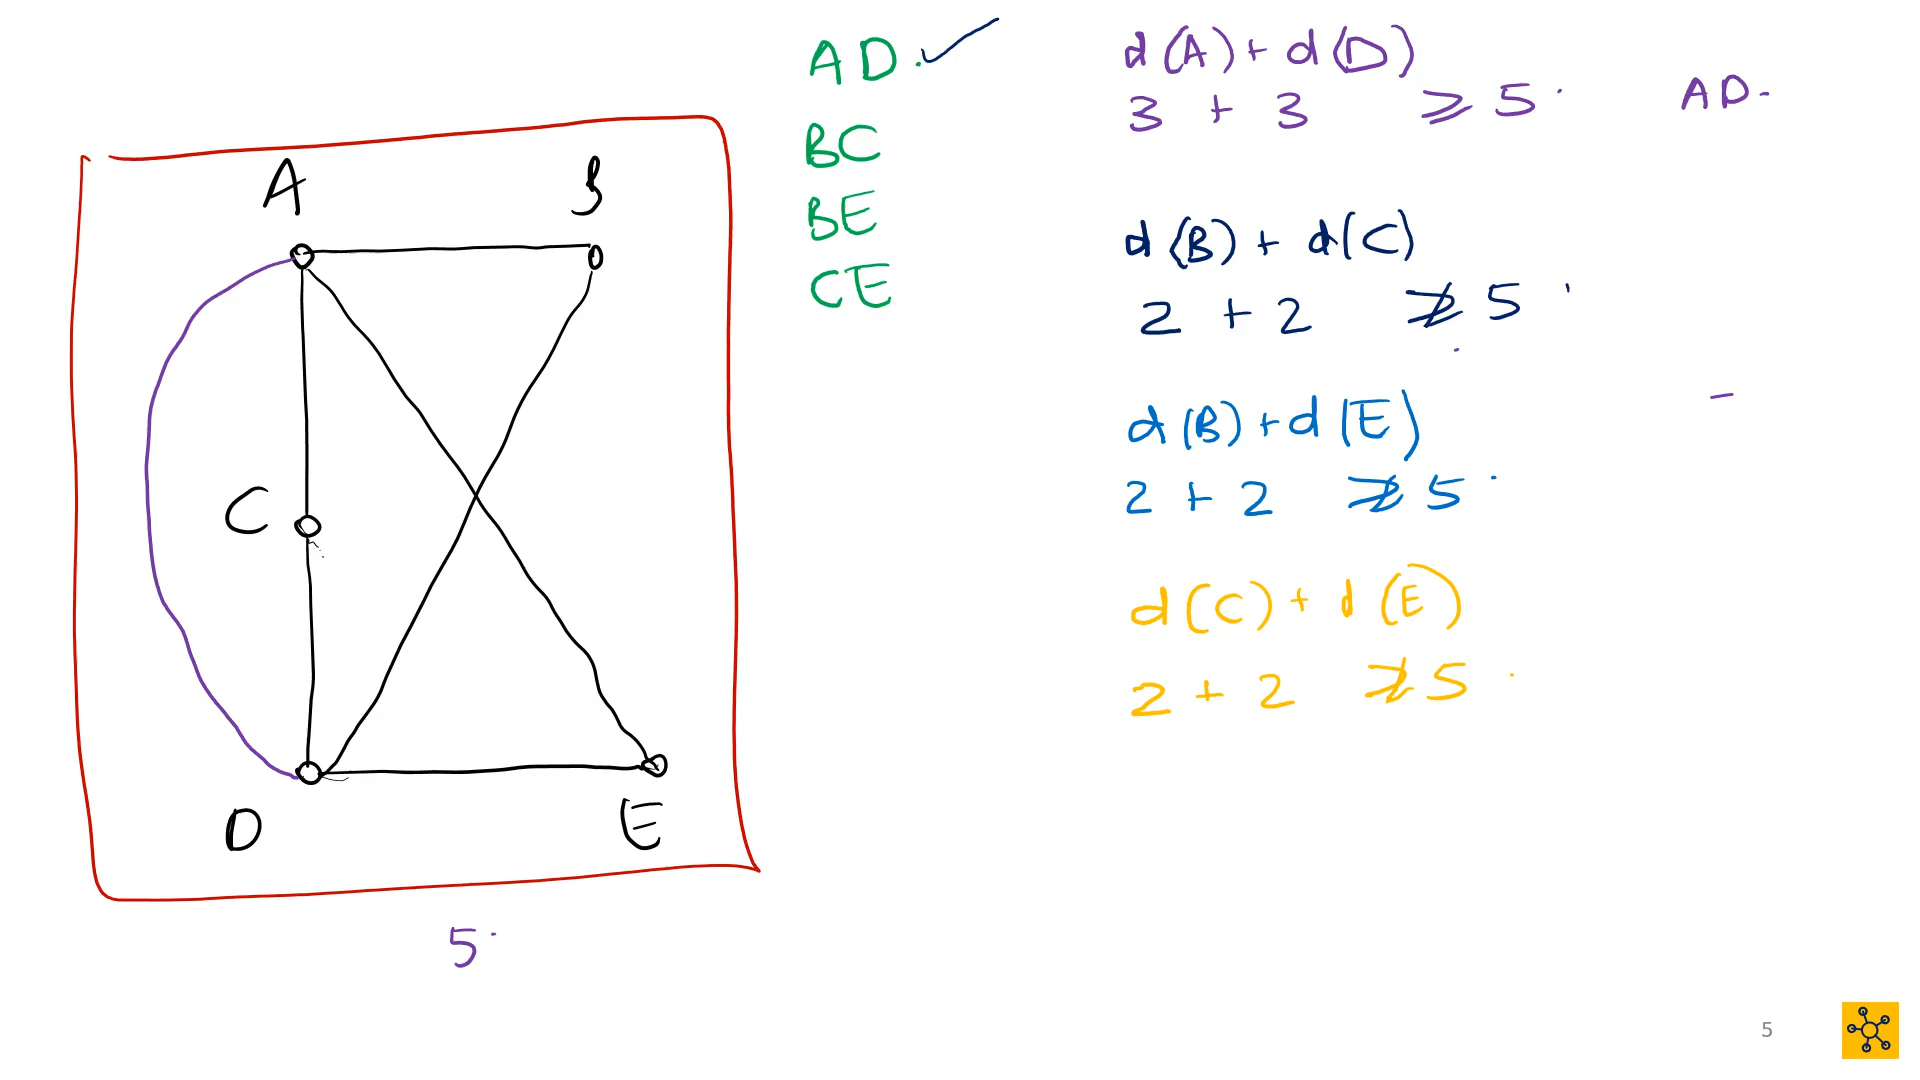 A B
C
D E
5.
AD. ✓
BC
BE
CE
d(A) + d(D)
3 + 3 ≥ 5.
AD.
d(B) + d(C)
2 + 2 ≱ 5
d(B) + d(E)
2 + 2 ≱ 5.
d(C) + d(E)
2 + 2 ≱ 5.
5